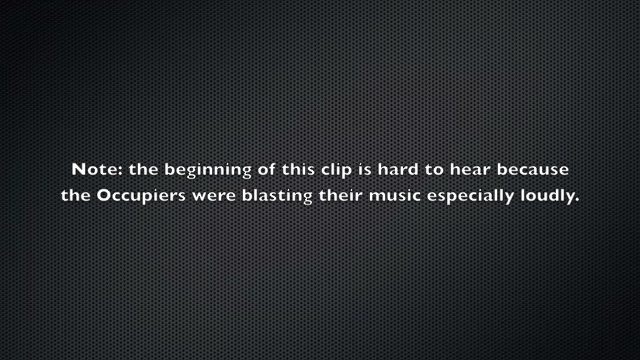 Note: the beginning of this clip is hard to hear because
the Occupiers were blasting their music especially loudly.